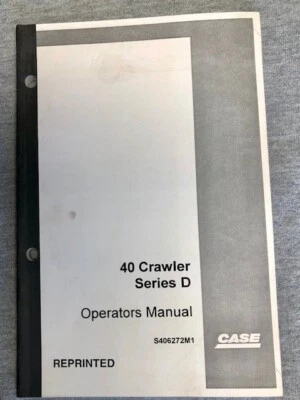 40 Crawler
Series D
Operators Manual
S406272M1
CASE
REPRINTED